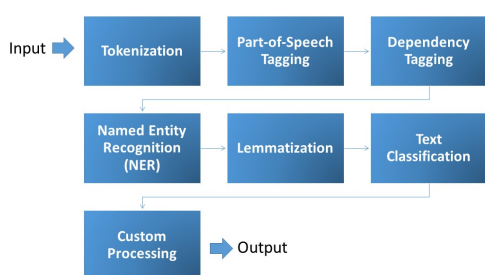 Input
Tokenization
Part-of-Speech
Tagging
Dependency
Tagging
Named Entity
Recognition
(NER)
Lemmatization
Text
Classification
Custom
Processing
Output